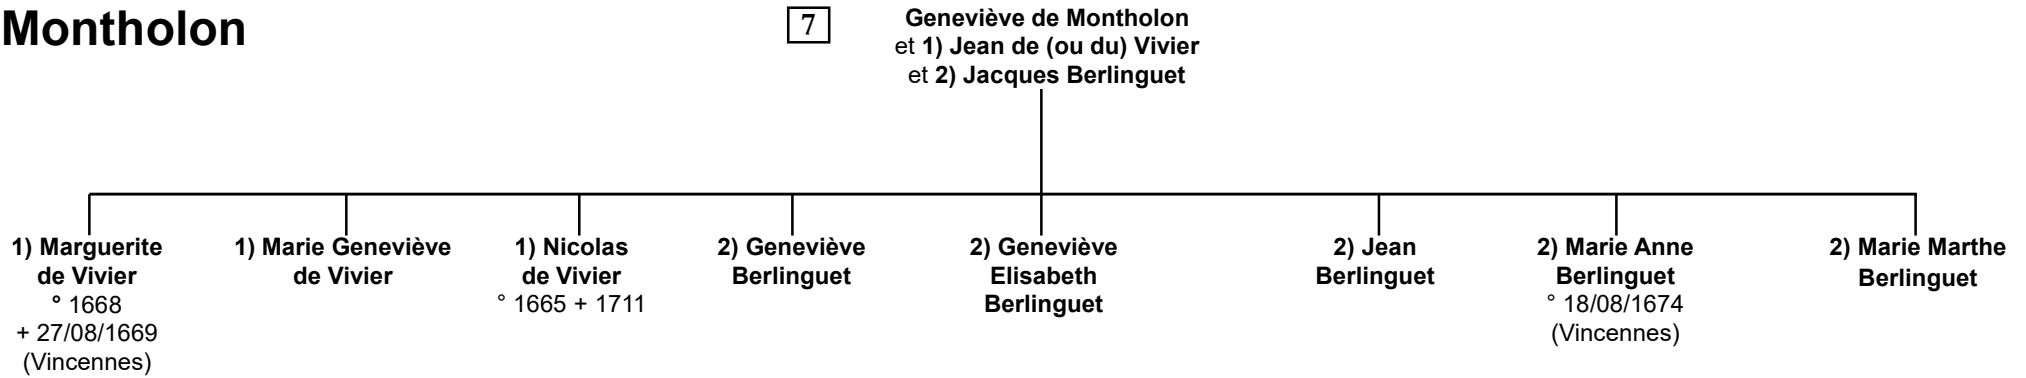 Montholon
7
Geneviève de Montholon
et 1) Jean de (ou du) Vivier
et 2) Jacques Berlinguet
1) Marguerite
de Vivier
° 1668
+ 27/08/1669
(Vincennes)
1) Marie Geneviève
de Vivier
1) Nicolas
de Vivier
° 1665 + 1711
2) Geneviève
Berlinguet
2) Geneviève
Elisabeth
Berlinguet
2) Jean
Berlinguet
2) Marie Anne
Berlinguet
° 18/08/1674
(Vincennes)
2) Marie Marthe
Berlinguet